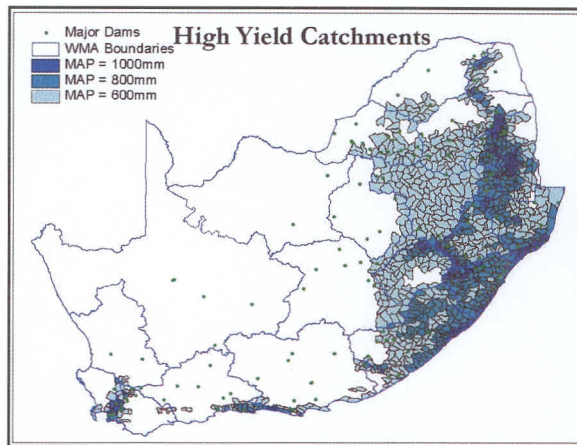 High Yield Catchments
Major Dams
WMA Boundaries
MAP = 1000mm
MAP = 800mm
MAP = 600mm